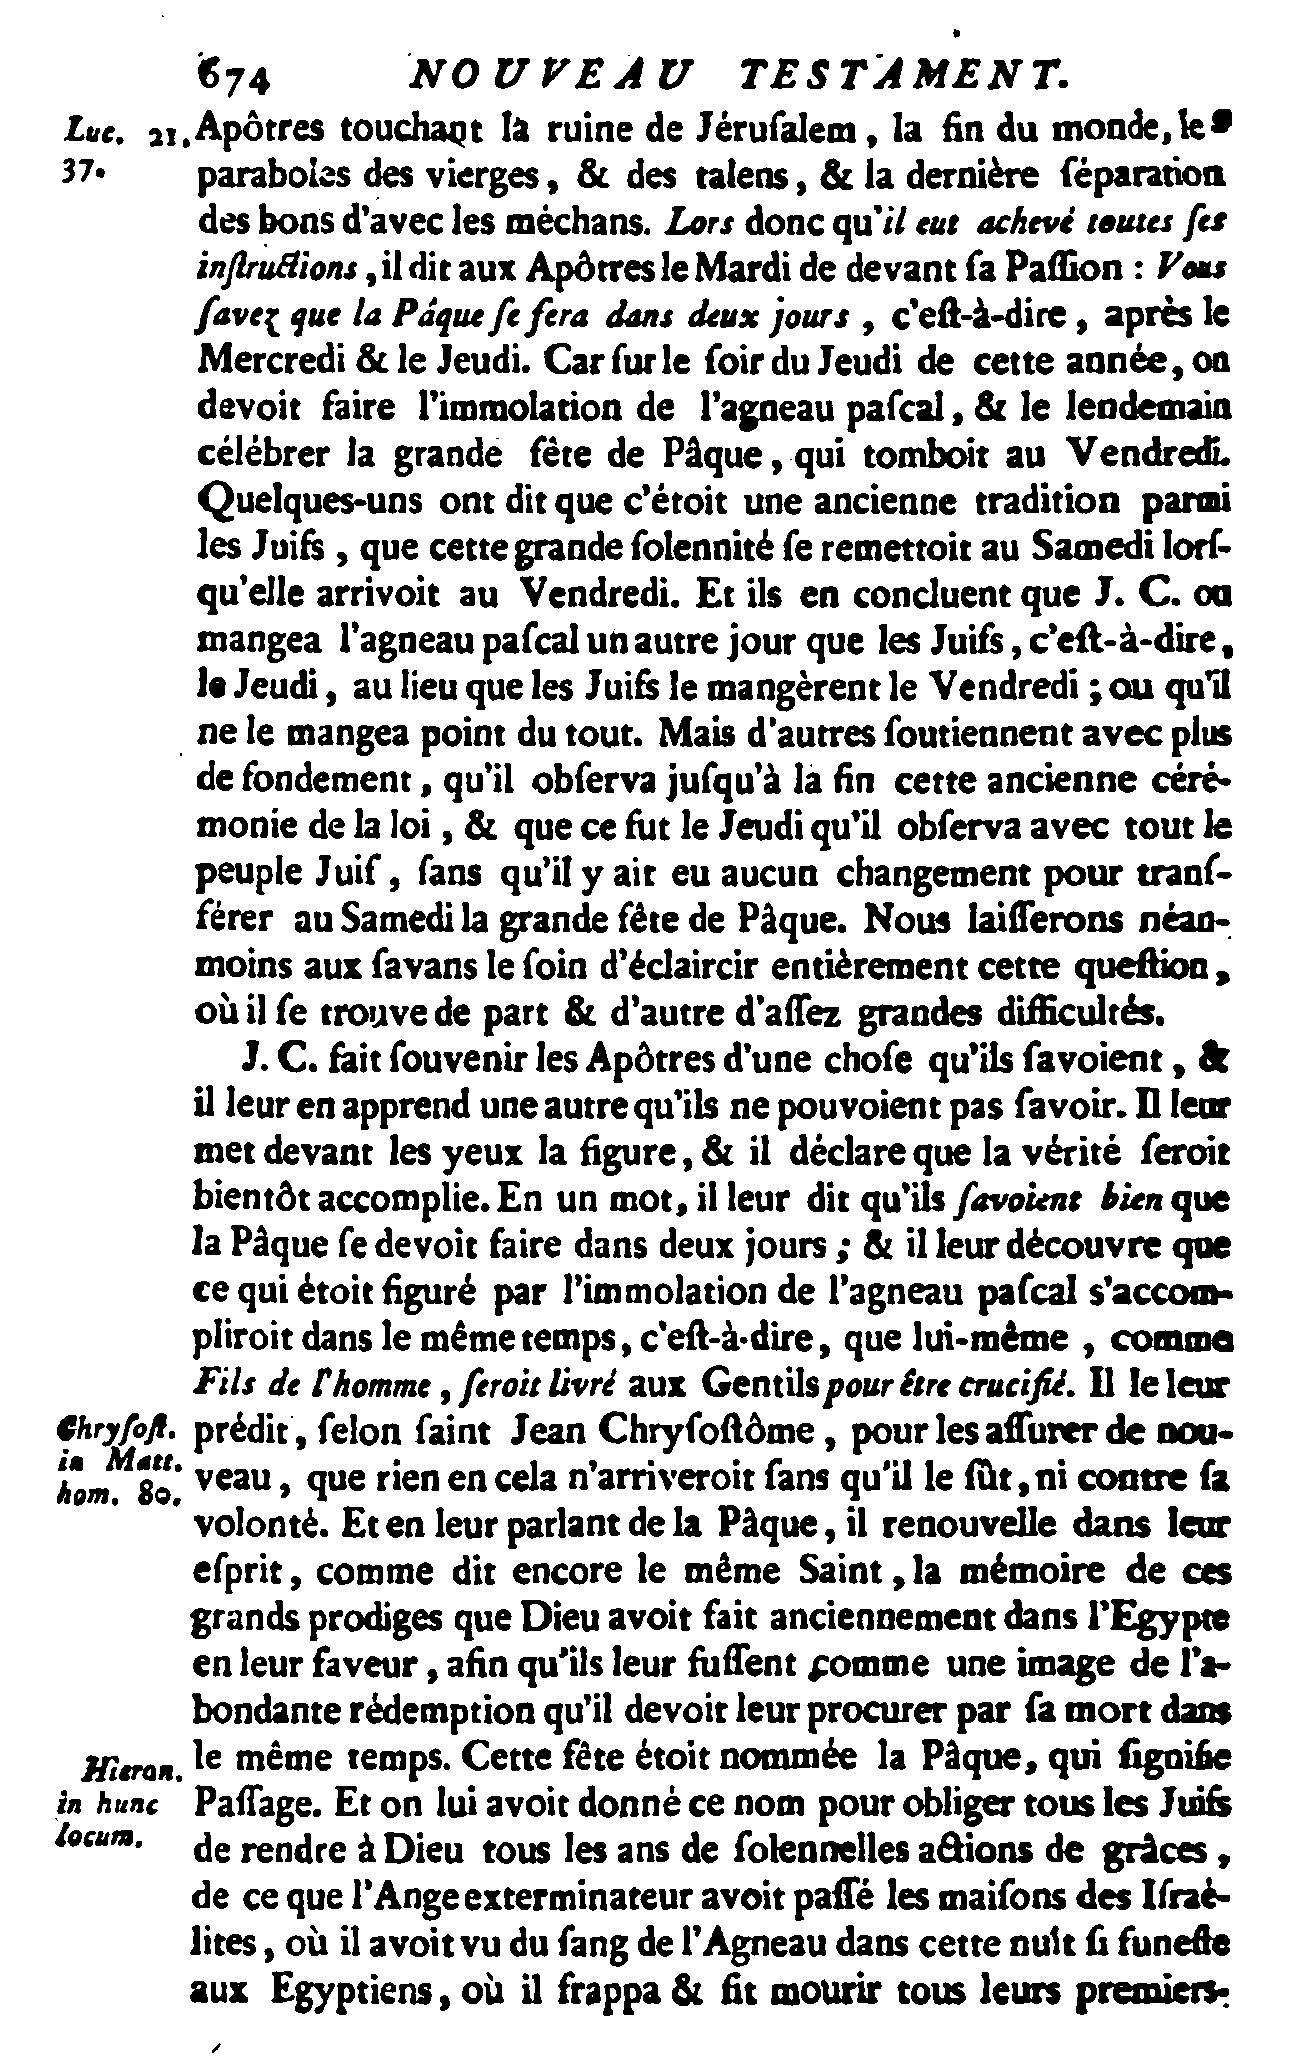 674 NOUVEAU TESTAMENT.
Luc. 21. Apôtres touchant la ruine de Jéruſalem, la fin du monde, le
37. paraboles des vierges, & des talens, & la dernière ſéparation
des bons d'avec les méchans. Lors donc qu'il eut achevé toutes ſes
inſtructions, il dit aux Apôtres le Mardi de devant ſa Paſſion : Vous
ſavez que la Pâque ſe fera dans deux jours, c'eſt-à-dire, après le
Mercredi & le Jeudi. Car ſur le ſoir du Jeudi de cette année, on
devoit faire l'immolation de l'agneau paſcal, & le lendemain
célébrer la grande fête de Pâque, qui tomboit au Vendredi.
Quelques-uns ont dit que c'étoit une ancienne tradition parmi
les Juifs, que cette grande ſolennité ſe remettoit au Samedi lorſ-
qu'elle arrivoit au Vendredi. Et ils en concluent que J. C. ou
mangea l'agneau paſcal un autre jour que les Juifs, c'eſt-à-dire,
le Jeudi, au lieu que les Juifs le mangèrent le Vendredi ; ou qu'il
ne le mangea point du tout. Mais d'autres ſoutiennent avec plus
de fondement, qu'il obſerva juſqu'à la fin cette ancienne céré-
monie de la loi, & que ce fut le Jeudi qu'il obſerva avec tout le
peuple Juif, ſans qu'il y ait eu aucun changement pour tranſ-
férer au Samedi la grande fête de Pâque. Nous laiſſerons néan-
moins aux ſavans le ſoin d'éclaircir entièrement cette queſtion,
où il ſe trouve de part & d'autre d'aſſez grandes difficultés.
J. C. fait ſouvenir les Apôtres d'une choſe qu'ils ſavoient, &
il leur en apprend une autre qu'ils ne pouvoient pas ſavoir. Il leur
met devant les yeux la figure, & il déclare que la vérité ſeroit
bientôt accomplie. En un mot, il leur dit qu'ils ſavoient bien que
la Pâque ſe devoit faire dans deux jours ; & il leur découvre que
ce qui étoit figuré par l'immolation de l'agneau paſcal s'accom-
pliroit dans le même temps, c'eſt-à-dire, que lui-même, comme
Fils de l'homme, ſeroit livré aux Gentils pour être crucifié. Il le leur
Chryſoſt. prédit, ſelon ſaint Jean Chryſoſtôme, pour les aſſurer de nou-
in Matt.
hom. 80. veau, que rien en cela n'arriveroit ſans qu'il le ſût, ni contre ſa
volonté. Et en leur parlant de la Pâque, il renouvelle dans leur
eſprit, comme dit encore le même Saint, la mémoire de ces
grands prodiges que Dieu avoit fait anciennement dans l'Egypte
en leur faveur, afin qu'ils leur fuſſent comme une image de l'a-
bondante rédemption qu'il devoit leur procurer par ſa mort dans
Hieron. le même temps. Cette fête étoit nommée la Pâque, qui ſignifie
in hunc Paſſage. Et on lui avoit donné ce nom pour obliger tous les Juifs
locum. de rendre à Dieu tous les ans de ſolennelles actions de grâces,
de ce que l'Ange exterminateur avoit paſſé les maiſons des Iſraé-
lites, où il avoit vu du ſang de l'Agneau dans cette nuit ſi funeſte
aux Egyptiens, où il frappa & fit mourir tous leurs premiers-